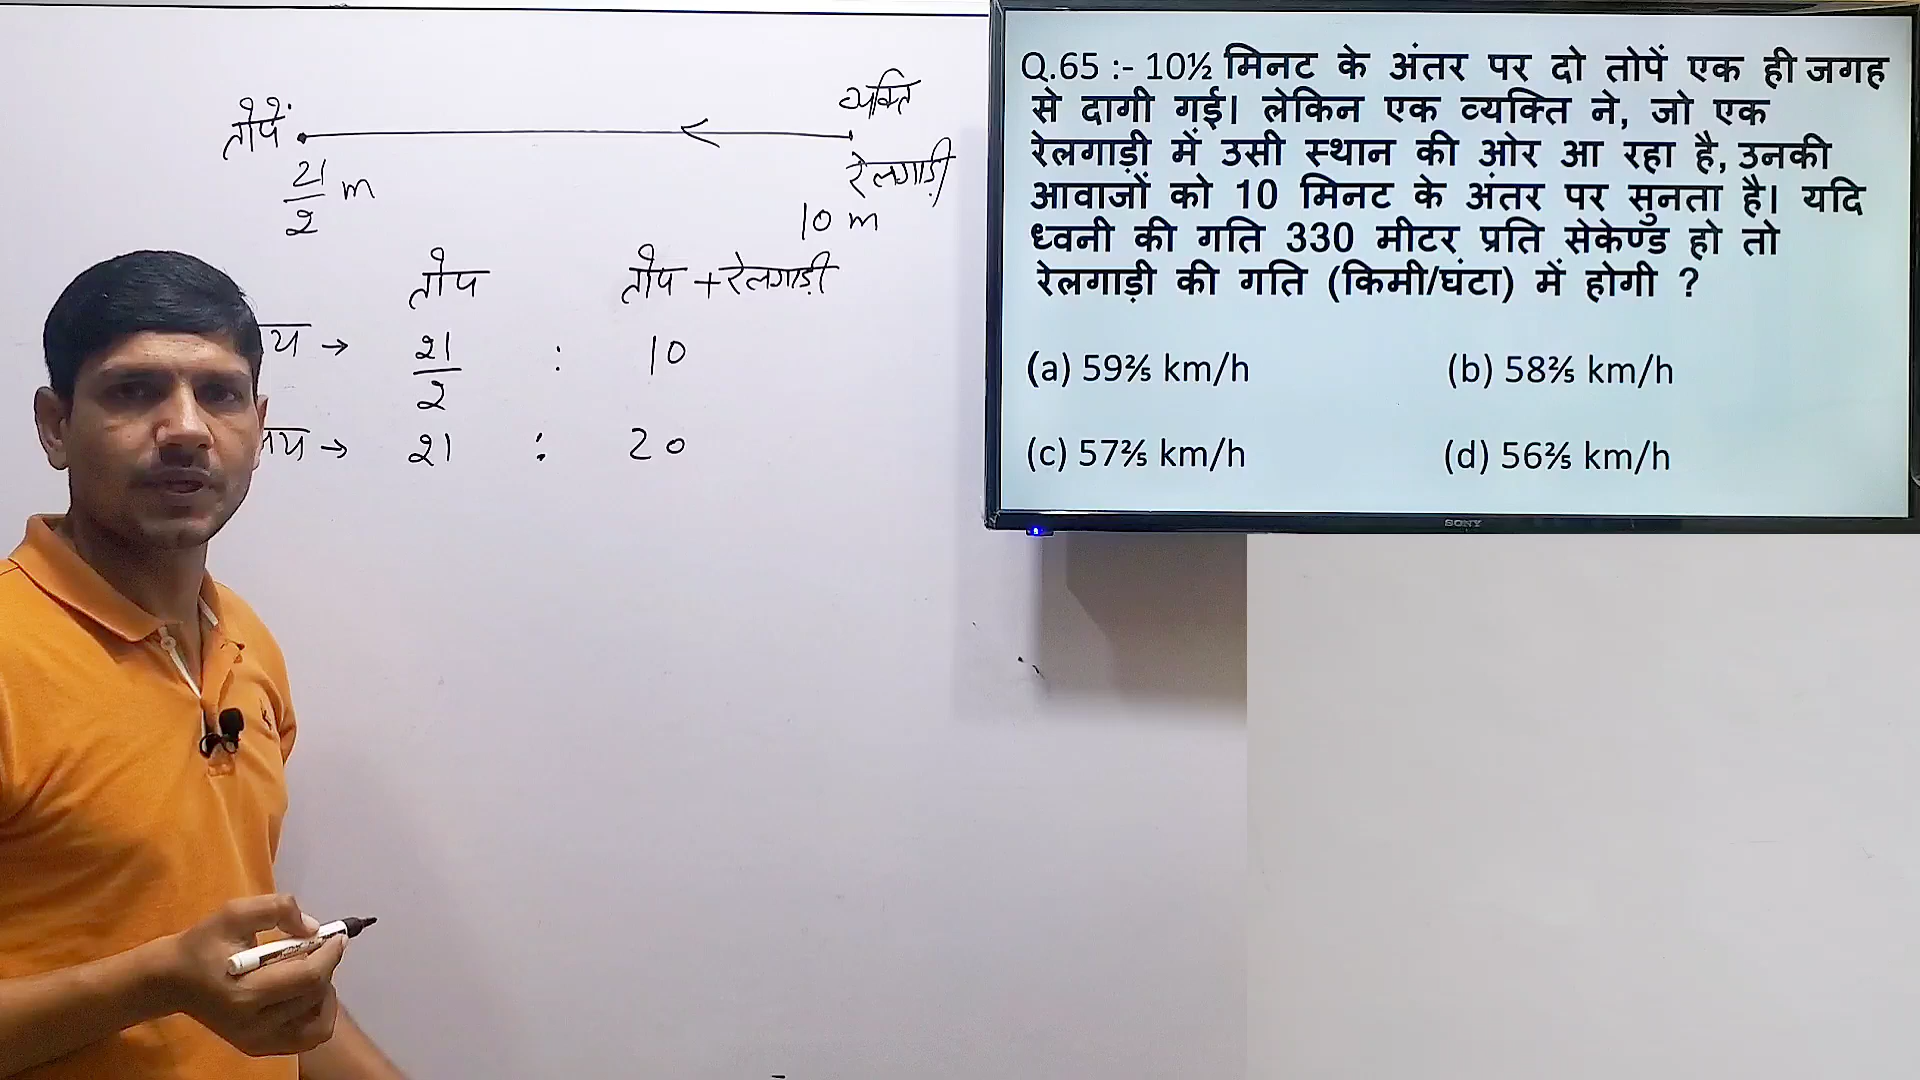 व्यक्ति
तोपें
रेलगाड़ी
21/2 m
10 m
तोप तोप + रेलगाड़ी
→ 21/2 : 10
→ 21 : 20
Q.65 :- 10½ मिनट के अंतर पर दो तोपें एक ही जगह
से दागी गई। लेकिन एक व्यक्ति ने, जो एक
रेलगाड़ी में उसी स्थान की ओर आ रहा है, उनकी
आवाजों को 10 मिनट के अंतर पर सुनता है। यदि
ध्वनी की गति 330 मीटर प्रति सेकेण्ड हो तो
रेलगाड़ी की गति (किमी/घंटा) में होगी ?
(a) 59⅖ km/h (b) 58⅖ km/h
(c) 57⅖ km/h (d) 56⅖ km/h
SONY